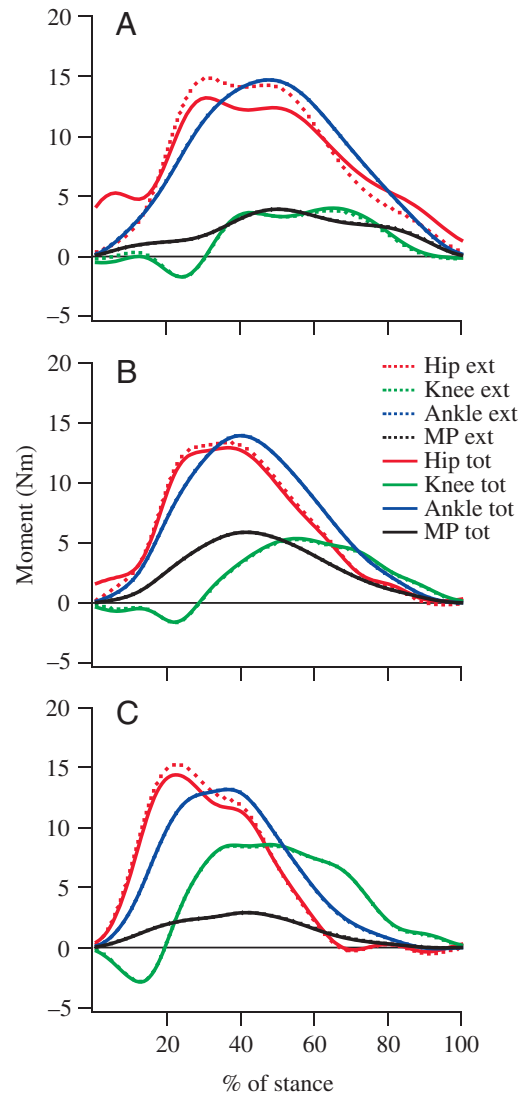 A
20
15
10
5
0
–5
B
20
15
10
5
0
–5
Hip ext
Knee ext
Ankle ext
MP ext
Hip tot
Knee tot
Ankle tot
MP tot
Moment (Nm)
C
20
15
10
5
0
–5
20 40 60 80 100
% of stance